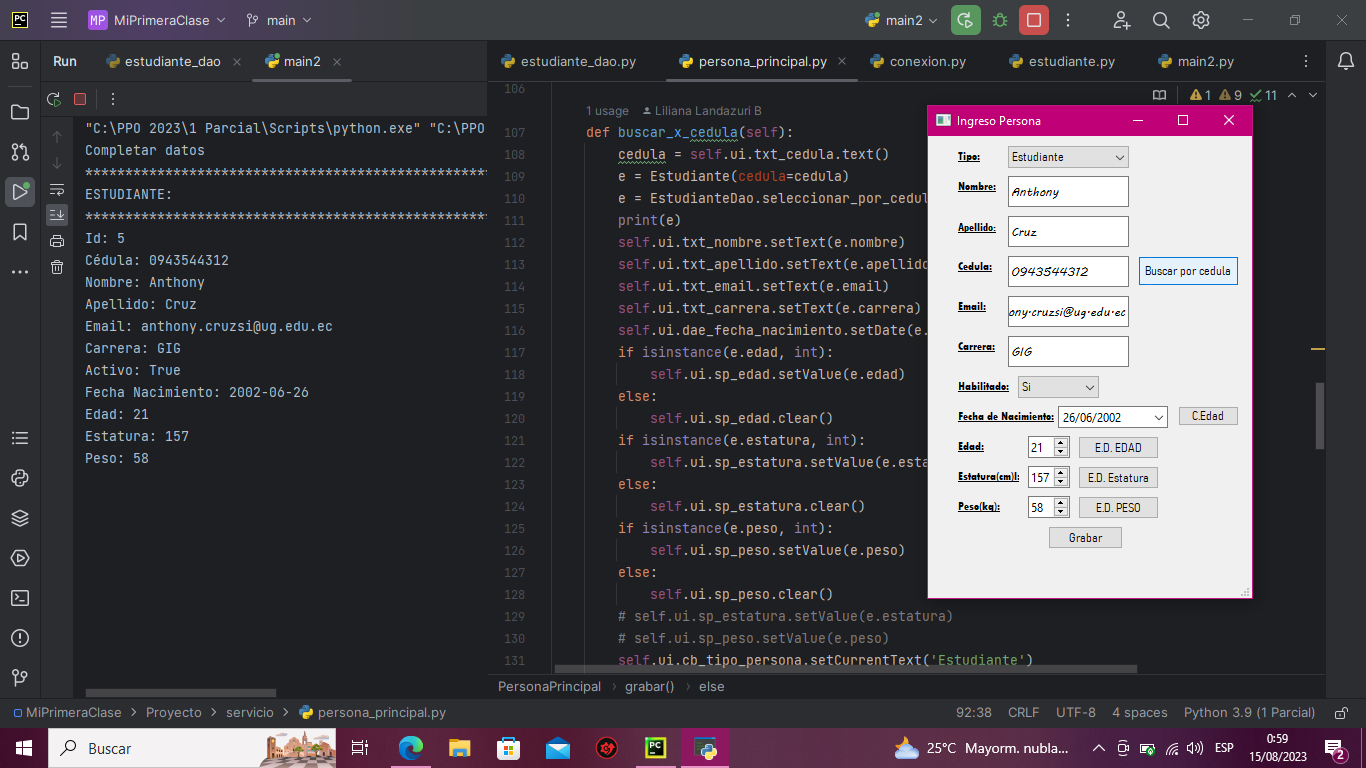 PC
MP MiPrimeraClase
main
main2
Run
estudiante_dao
main2
estudiante_dao.py
persona_principal.py
conexion.py
estudiante.py
main2.py
"C:\PPO 2023\1 Parcial\Scripts\python.exe" "C:\PPO
Completar datos
**************************************************
ESTUDIANTE:
**************************************************
Id: 5
Cédula: 0943544312
Nombre: Anthony
Apellido: Cruz
Email: anthony.cruzsi@ug.edu.ec
Carrera: GIG
Activo: True
Fecha Nacimiento: 2002-06-26
Edad: 21
Estatura: 157
Peso: 58
106
1 9 11
1 usage Liliana Landazuri B
107 def buscar_x_cedula(self):
108 cedula = self.ui.txt_cedula.text()
109 e = Estudiante(cedula=cedula)
110 e = EstudianteDao.seleccionar_por_cedul
111 print(e)
112 self.ui.txt_nombre.setText(e.nombre)
113 self.ui.txt_apellido.setText(e.apellido
114 self.ui.txt_email.setText(e.email)
115 self.ui.txt_carrera.setText(e.carrera)
116 self.ui.dae_fecha_nacimiento.setDate(e.
117 if isinstance(e.edad, int):
118 self.ui.sp_edad.setValue(e.edad)
119 else:
120 self.ui.sp_edad.clear()
121 if isinstance(e.estatura, int):
122 self.ui.sp_estatura.setValue(e.esta
123 else:
124 self.ui.sp_estatura.clear()
125 if isinstance(e.peso, int):
126 self.ui.sp_peso.setValue(e.peso)
127 else:
128 self.ui.sp_peso.clear()
129 # self.ui.sp_estatura.setValue(e.estatura)
130 # self.ui.sp_peso.setValue(e.peso)
131 self.ui.cb_tipo_persona.setCurrentText('Estudiante')
Ingreso Persona
Tipo: Estudiante
Nombre: Anthony
Apellido: Cruz
Cedula: 0943544312 Buscar por cedula
Email: ony.cruzsi@ug.edu.ec
Carrera: GIG
Habilitado: Si
Fecha de Nacimiento: 26/06/2002 C.Edad
Edad: 21 E.D. EDAD
Estatura(cm)l: 157 E.D. Estatura
Peso(kg): 58 E.D. PESO
Grabar
PersonaPrincipal > grabar() > else
MiPrimeraClase > Proyecto > servicio > persona_principal.py
92:38 CRLF UTF-8 4 spaces Python 3.9 (1 Parcial)
Buscar
PC
25°C Mayorm. nubla...
ESP
0:59
15/08/2023
2